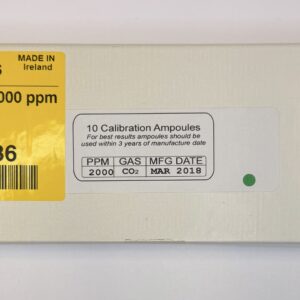 MADE IN
Ireland
000 ppm
10 Calibration Ampoules
For best results ampoules should be
used within 3 years of manufacture date
PPM GAS MFG DATE
2000 CO₂ MAR 2018